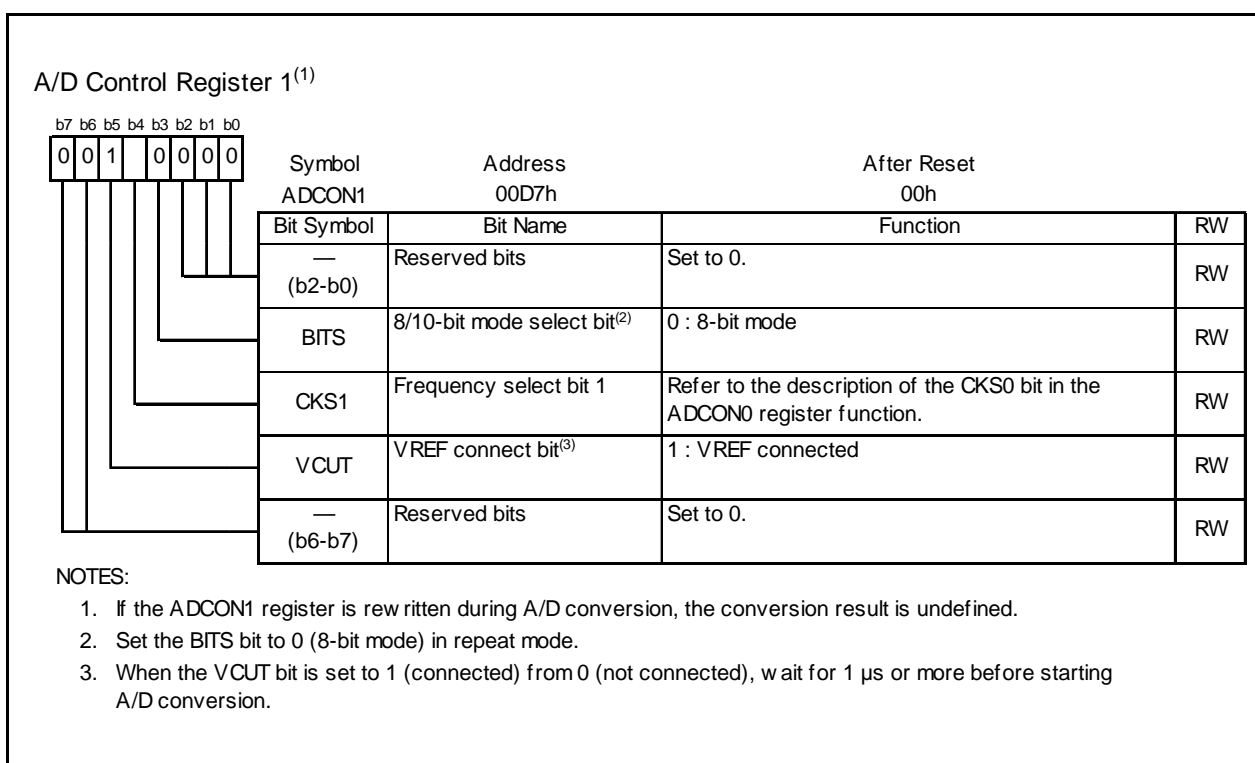 A/D Control Register 1(1)
b7 b6 b5 b4 b3 b2 b1 b0
0 0 1 0 0 0 0
Symbol Address After Reset
ADCON1 00D7h 00h
Bit Symbol Bit Name Function RW
— Reserved bits Set to 0.
(b2-b0) RW
BITS 8/10-bit mode select bit(2) 0 : 8-bit mode RW
CKS1 Frequency select bit 1 Refer to the description of the CKS0 bit in the
ADCON0 register function. RW
VCUT VREF connect bit(3) 1 : VREF connected RW
— Reserved bits Set to 0.
(b6-b7) RW
NOTES:
1. If the ADCON1 register is rewritten during A/D conversion, the conversion result is undefined.
2. Set the BITS bit to 0 (8-bit mode) in repeat mode.
3. When the VCUT bit is set to 1 (connected) from 0 (not connected), wait for 1 µs or more before starting
A/D conversion.